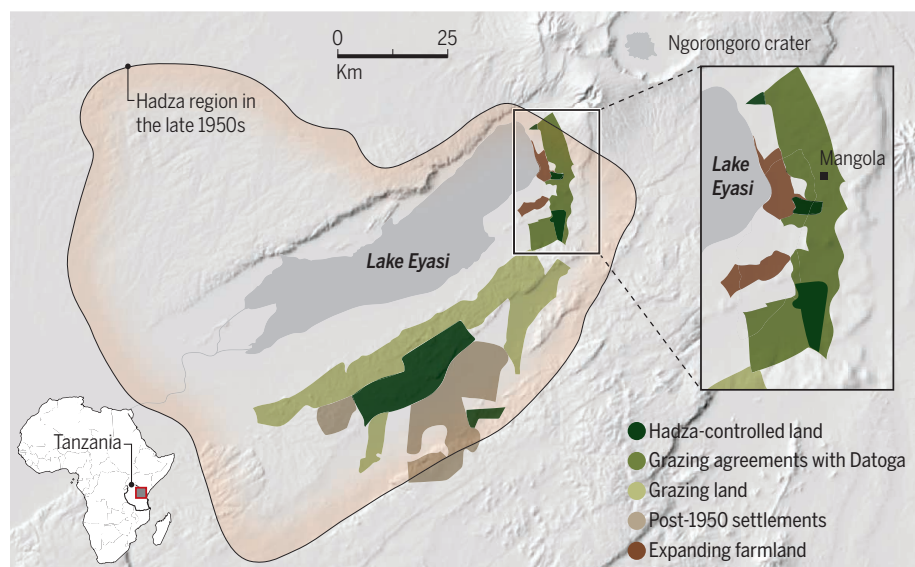 0 25
Km
Ngorongoro crater
Hadza region in
the late 1950s
Lake
Eyasi
Mangola
Lake Eyasi
Tanzania
Hadza-controlled land
Grazing agreements with Datoga
Grazing land
Post-1950 settlements
Expanding farmland